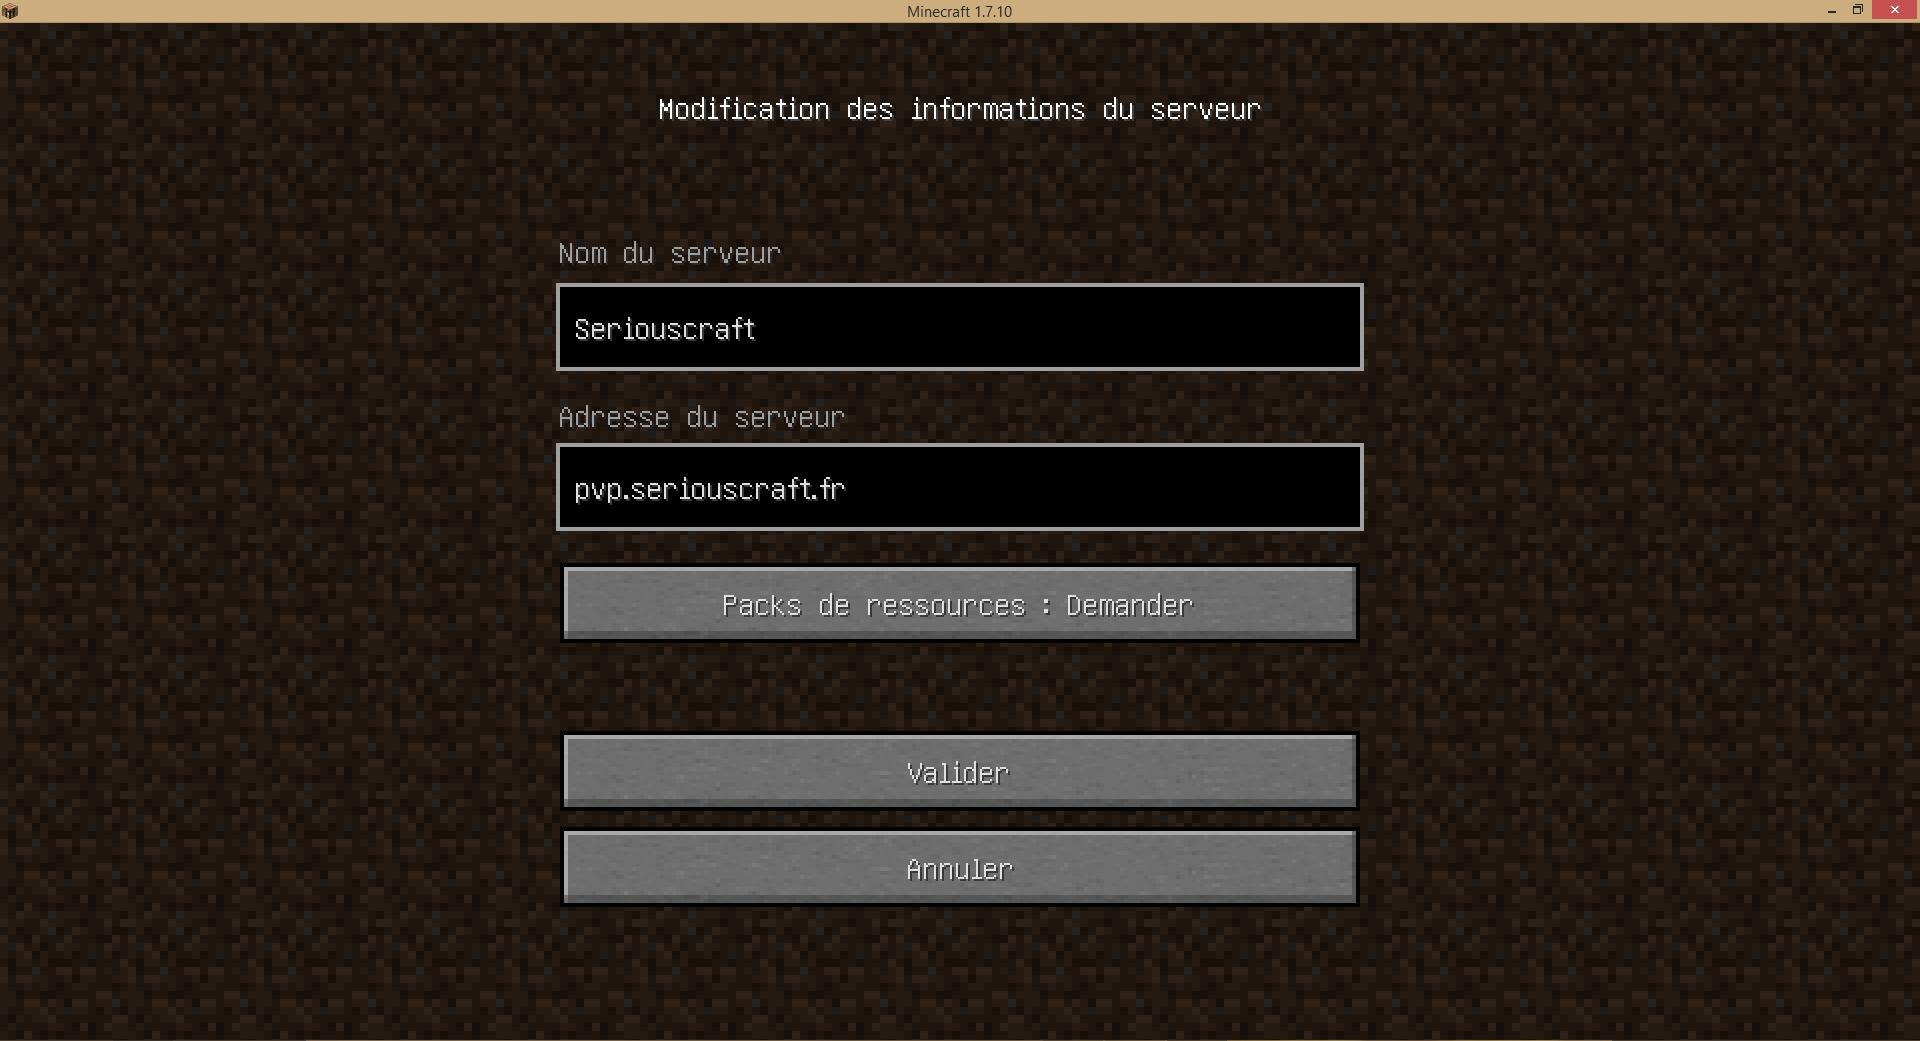 Minecraft 1.7.10
Modification des informations du serveur
Nom du serveur
Seriouscraft
Adresse du serveur
pvp.seriouscraft.fr
Packs de ressources : Demander
Valider
Annuler